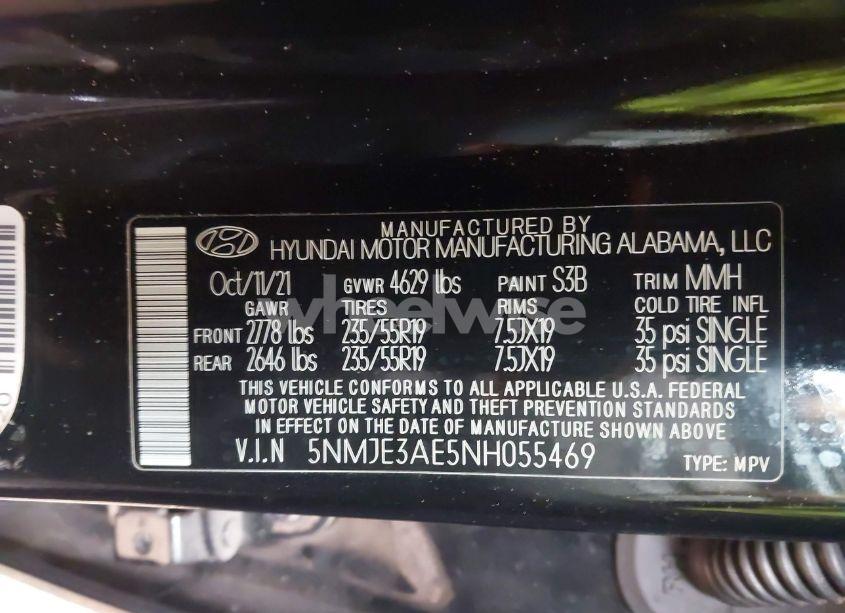 MANUFACTURED BY
HYUNDAI MOTOR MANUFACTURING ALABAMA, LLC
Oct/11/21 GVWR 4629 lbs PAINT S3B TRIM MMH
GAWR TIRES RIMS COLD TIRE INFL
FRONT 2778 lbs 235/55R19 7.5JX19 35 psi SINGLE
REAR 2646 lbs 235/55R19 7.5JX19 35 psi SINGLE
wheelwise
THIS VEHICLE CONFORMS TO ALL APPLICABLE U.S.A. FEDERAL
MOTOR VEHICLE SAFETY AND THEFT PREVENTION STANDARDS
IN EFFECT ON THE DATE OF MANUFACTURE SHOWN ABOVE.
V.I.N 5NMJE3AE5NH055469 TYPE: MPV